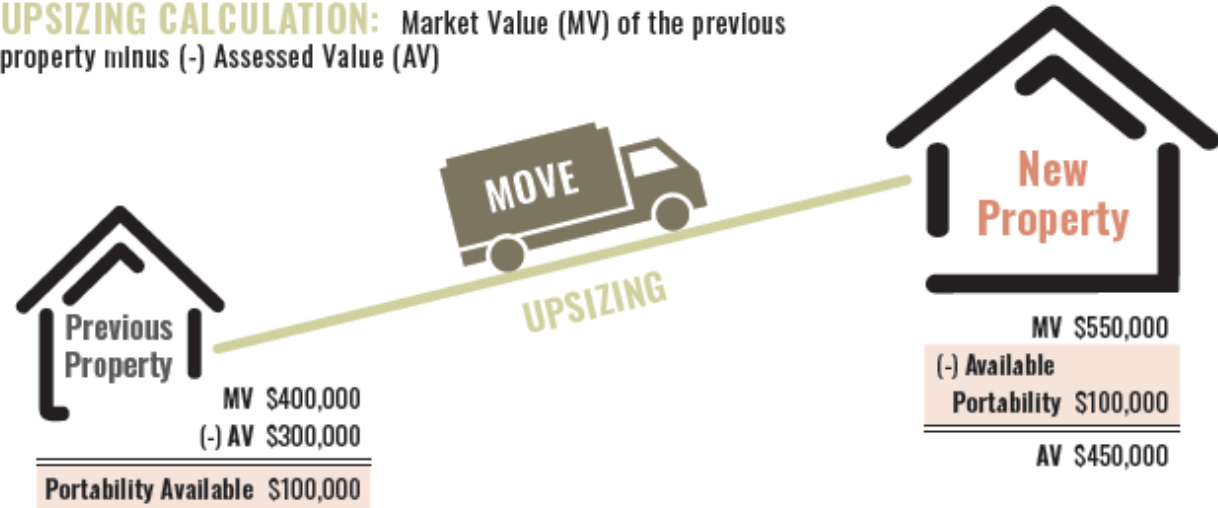 UPSIZING CALCULATION: Market Value (MV) of the previous
property minus (-) Assessed Value (AV)
MOVE
UPSIZING
Previous
Property
MV $400,000
(-) AV $300,000
Portability Available $100,000
New
Property
MV $550,000
(-) Available
Portability $100,000
AV $450,000